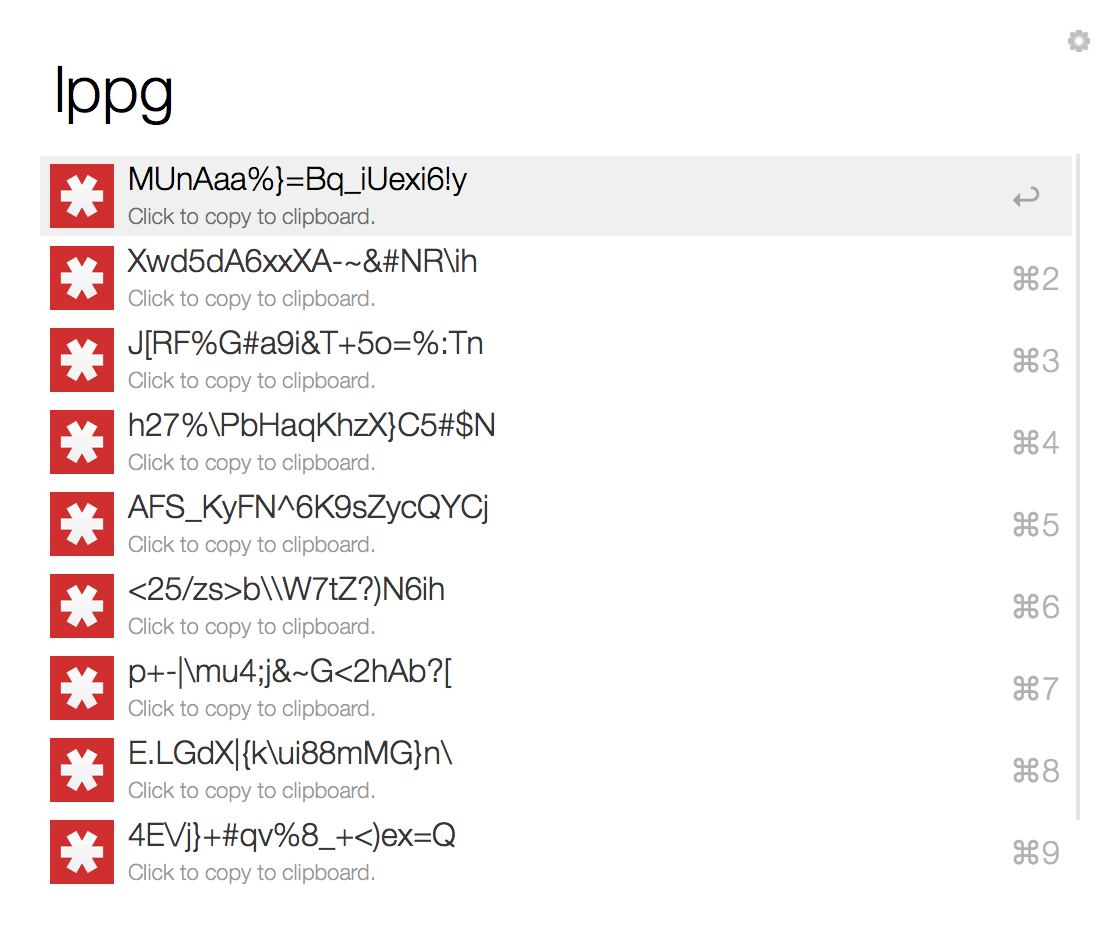 lppg
MUnAaa%}=Bq_iUexi6!y
Click to copy to clipboard.
Xwd5dA6xxXA-~&#NR\ih
Click to copy to clipboard.
⌘2
J[RF%G#a9i&T+5o=%:Tn
Click to copy to clipboard.
⌘3
h27%\PbHaqKhzX}C5#$N
Click to copy to clipboard.
⌘4
AFS_KyFN^6K9sZycQYCj
Click to copy to clipboard.
⌘5
<25/zs>b\\W7tZ?)N6ih
Click to copy to clipboard.
⌘6
p+-|\mu4;j&~G<2hAb?[
Click to copy to clipboard.
⌘7
E.LGdX|{k\ui88mMG}n\
Click to copy to clipboard.
⌘8
4E\/j}+#qv%8_+<)ex=Q
Click to copy to clipboard.
⌘9